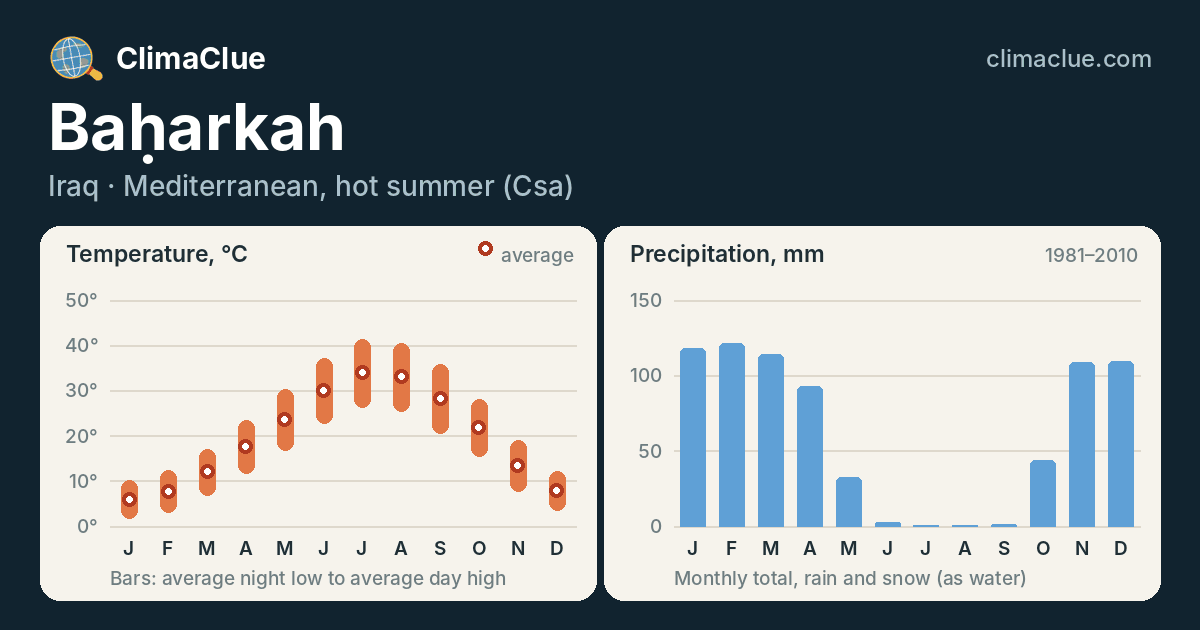 ClimaClue
climaclue.com
Baḥarkah
Iraq · Mediterranean, hot summer (Csa)
Temperature, °C
average
50°
40°
30°
20°
10°
0°
J F M A M J J A S O N D
Bars: average night low to average day high
Precipitation, mm
1981–2010
150
100
50
0
J F M A M J J A S O N D
Monthly total, rain and snow (as water)